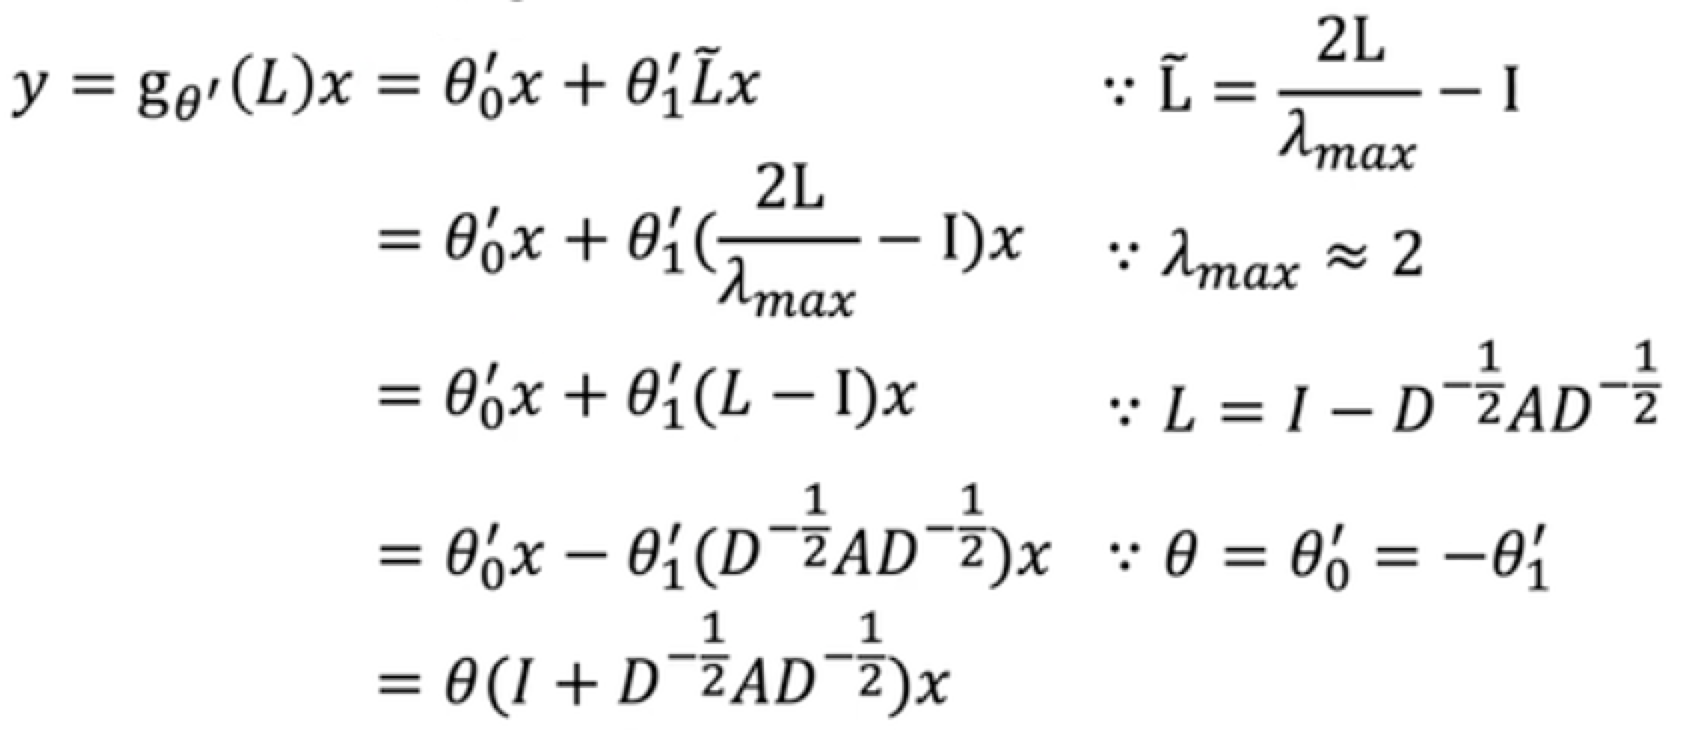 y = g_θ′(L)x = θ′₀x + θ′₁L̃x ∵ L̃ = 2L/λ_max − I
= θ′₀x + θ′₁(2L/λ_max − I)x ∵ λ_max ≈ 2
= θ′₀x + θ′₁(L − I)x ∵ L = I − D^(−1/2)AD^(−1/2)
= θ′₀x − θ′₁(D^(−1/2)AD^(−1/2))x ∵ θ = θ′₀ = −θ′₁
= θ(I + D^(−1/2)AD^(−1/2))x